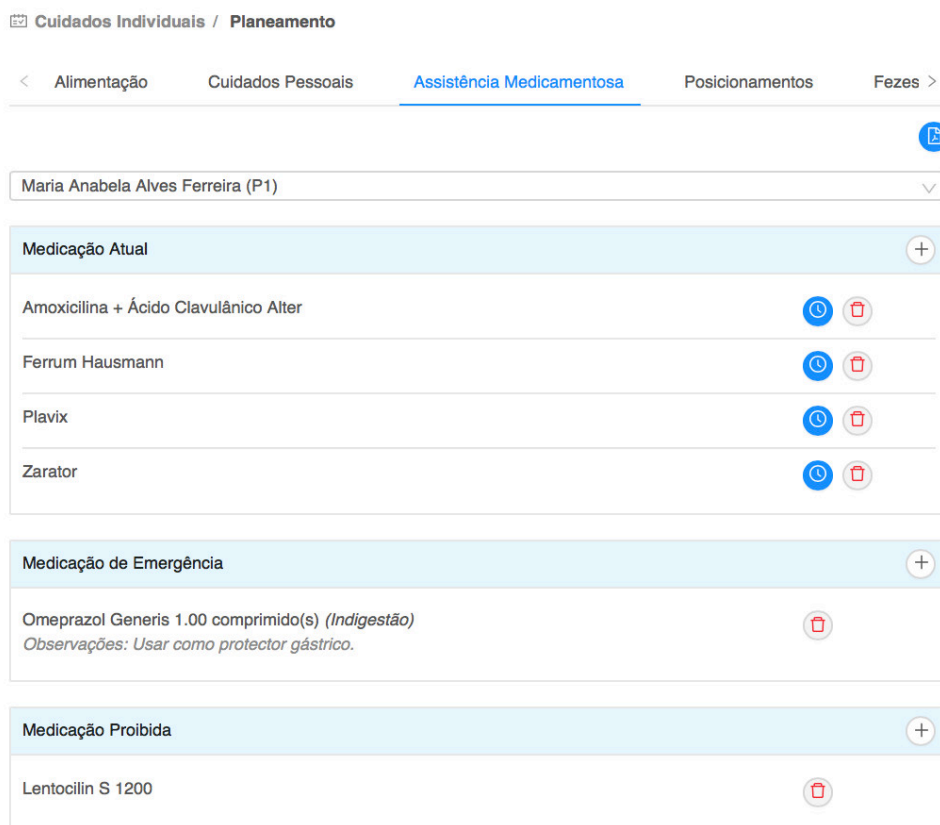 Cuidados Individuais / Planeamento
< Alimentação Cuidados Pessoais Assistência Medicamentosa Posicionamentos Fezes >
Maria Anabela Alves Ferreira (P1)
Medicação Atual
Amoxicilina + Ácido Clavulânico Alter
Ferrum Hausmann
Plavix
Zarator
Medicação de Emergência
Omeprazol Generis 1.00 comprimido(s) (Indigestão)
Observações: Usar como protector gástrico.
Medicação Proibida
Lentocilin S 1200